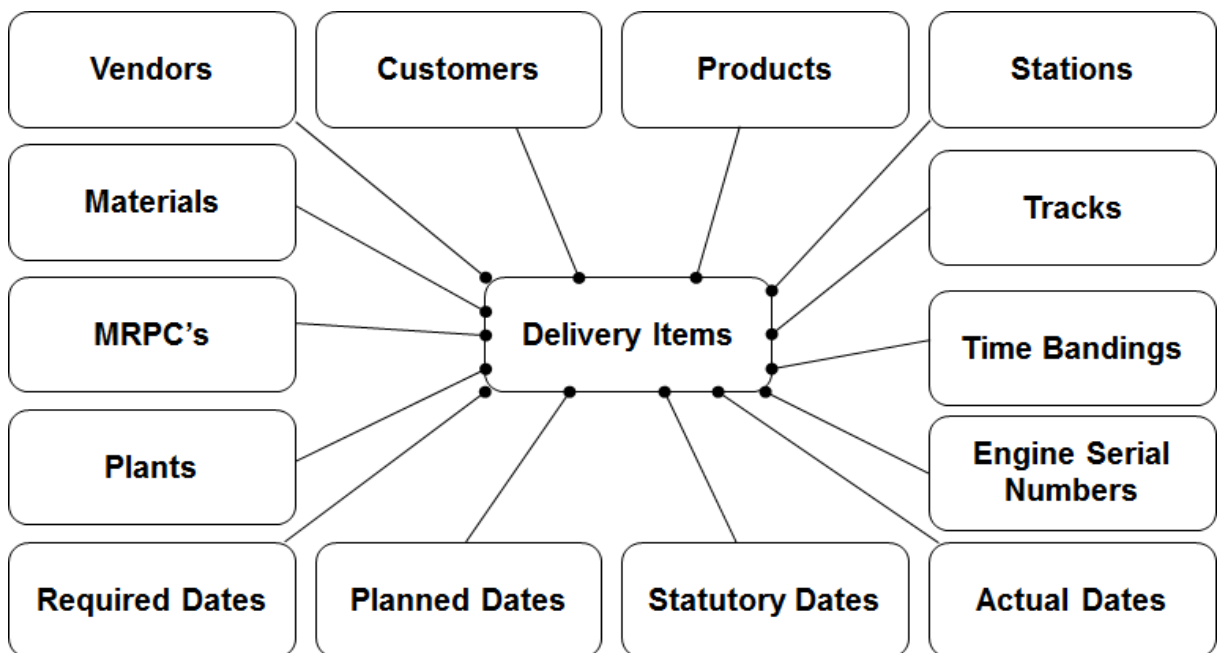 Vendors
Customers
Products
Stations
Materials
Tracks
MRPC's
Delivery Items
Time Bandings
Plants
Engine Serial
Numbers
Required Dates
Planned Dates
Statutory Dates
Actual Dates